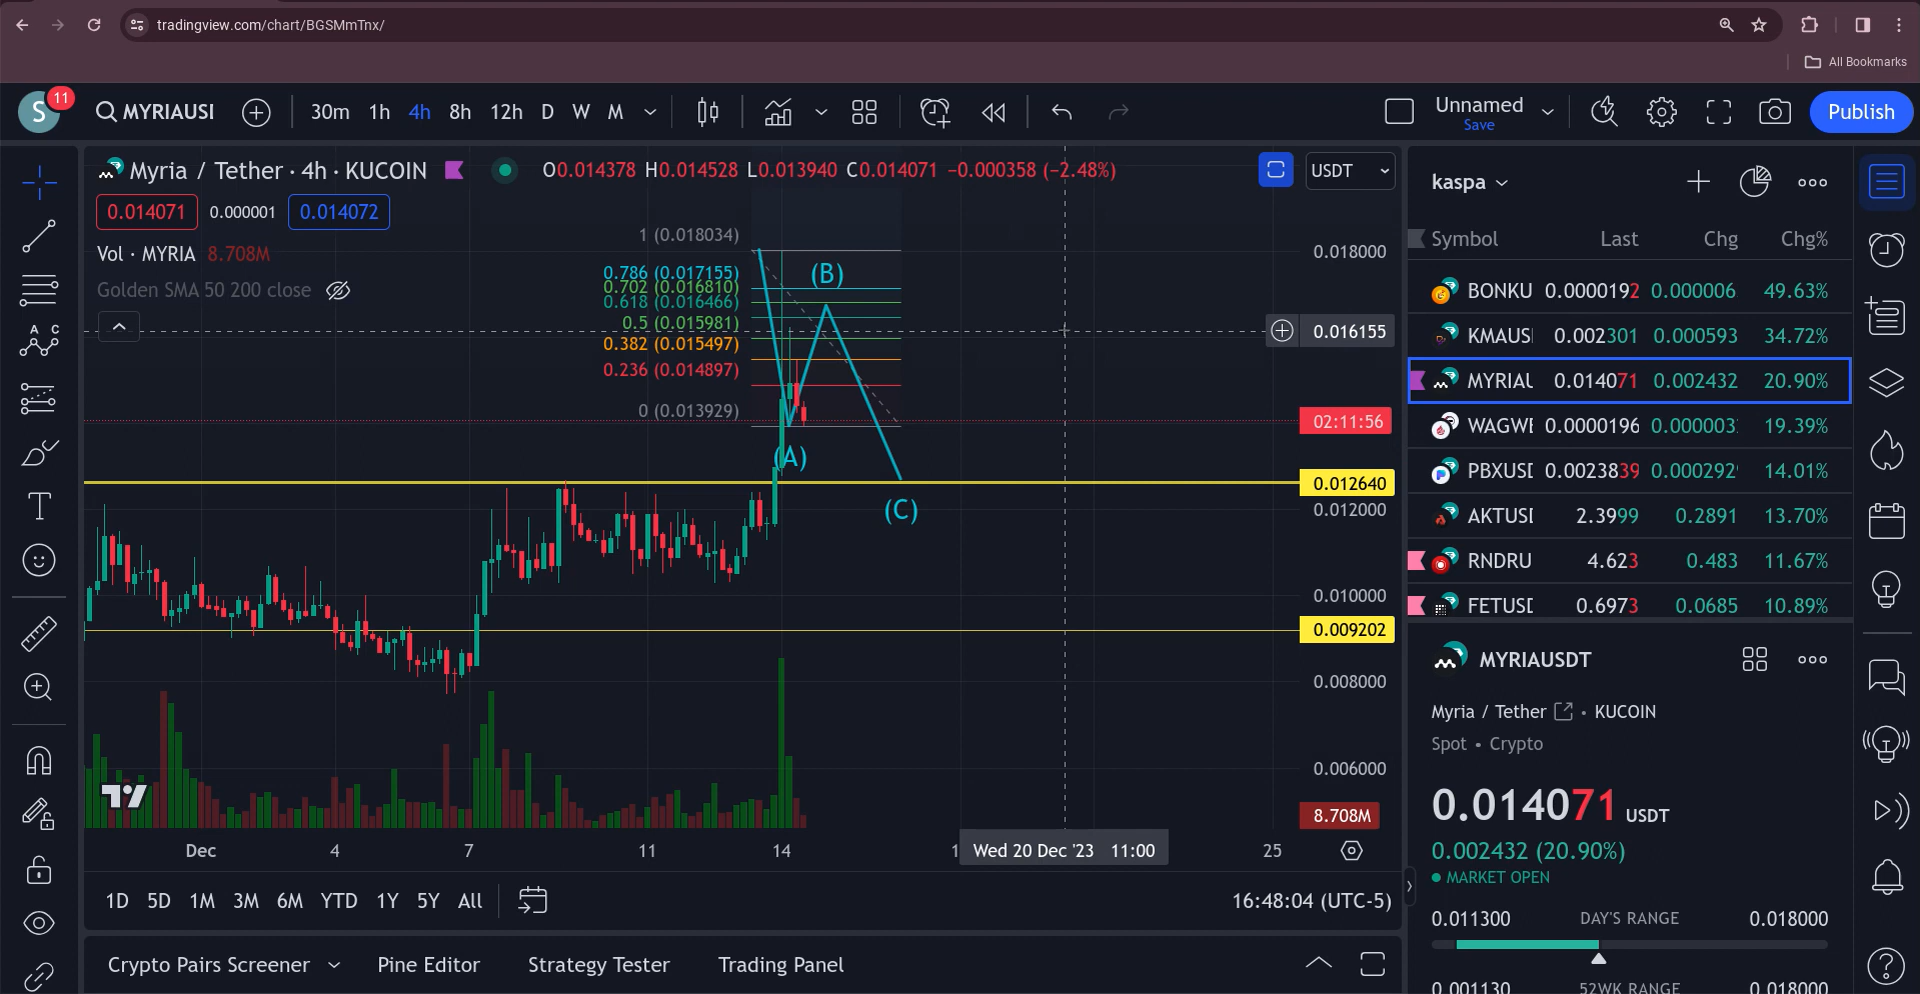 tradingview.com/chart/BGSMmTnx/
All Bookmarks
S 11 MYRIAUSI 30m 1h 4h 8h 12h D W M Unnamed Save Publish
Myria / Tether · 4h · KUCOIN O0.014378 H0.014528 L0.013940 C0.014071 −0.000358 (−2.48%) USDT
0.014071 0.000001 0.014072
Vol · MYRIA 8.708M
Golden SMA 50 200 close
1 (0.018034)
0.786 (0.017155)
0.702 (0.016810)
0.618 (0.016466)
0.5 (0.015981)
0.382 (0.015497)
0.236 (0.014897)
0 (0.013929)
(B)
(A)
(C)
0.018000
0.016155
02:11:56
0.012640
0.012000
0.010000
0.009202
0.008000
0.006000
8.708M
Dec 4 7 11 14 1 Wed 20 Dec '23 11:00 25
1D 5D 1M 3M 6M YTD 1Y 5Y All 16:48:04 (UTC-5)
Crypto Pairs Screener Pine Editor Strategy Tester Trading Panel
kaspa
Symbol Last Chg Chg%
BONKU 0.0000192 0.000006 49.63%
KMAUS 0.002301 0.000593 34.72%
MYRIAU 0.014071 0.002432 20.90%
WAGWE 0.0000196 0.000003 19.39%
PBXUSD 0.0023839 0.000292 14.01%
AKTUSD 2.3999 0.2891 13.70%
RNDRU 4.623 0.483 11.67%
FETUSD 0.6973 0.0685 10.89%
MYRIAUSDT
Myria / Tether • KUCOIN
Spot • Crypto
0.014071 USDT
0.002432 (20.90%)
MARKET OPEN
0.011300 DAY'S RANGE 0.018000
0.001130 52WK RANGE 0.018000